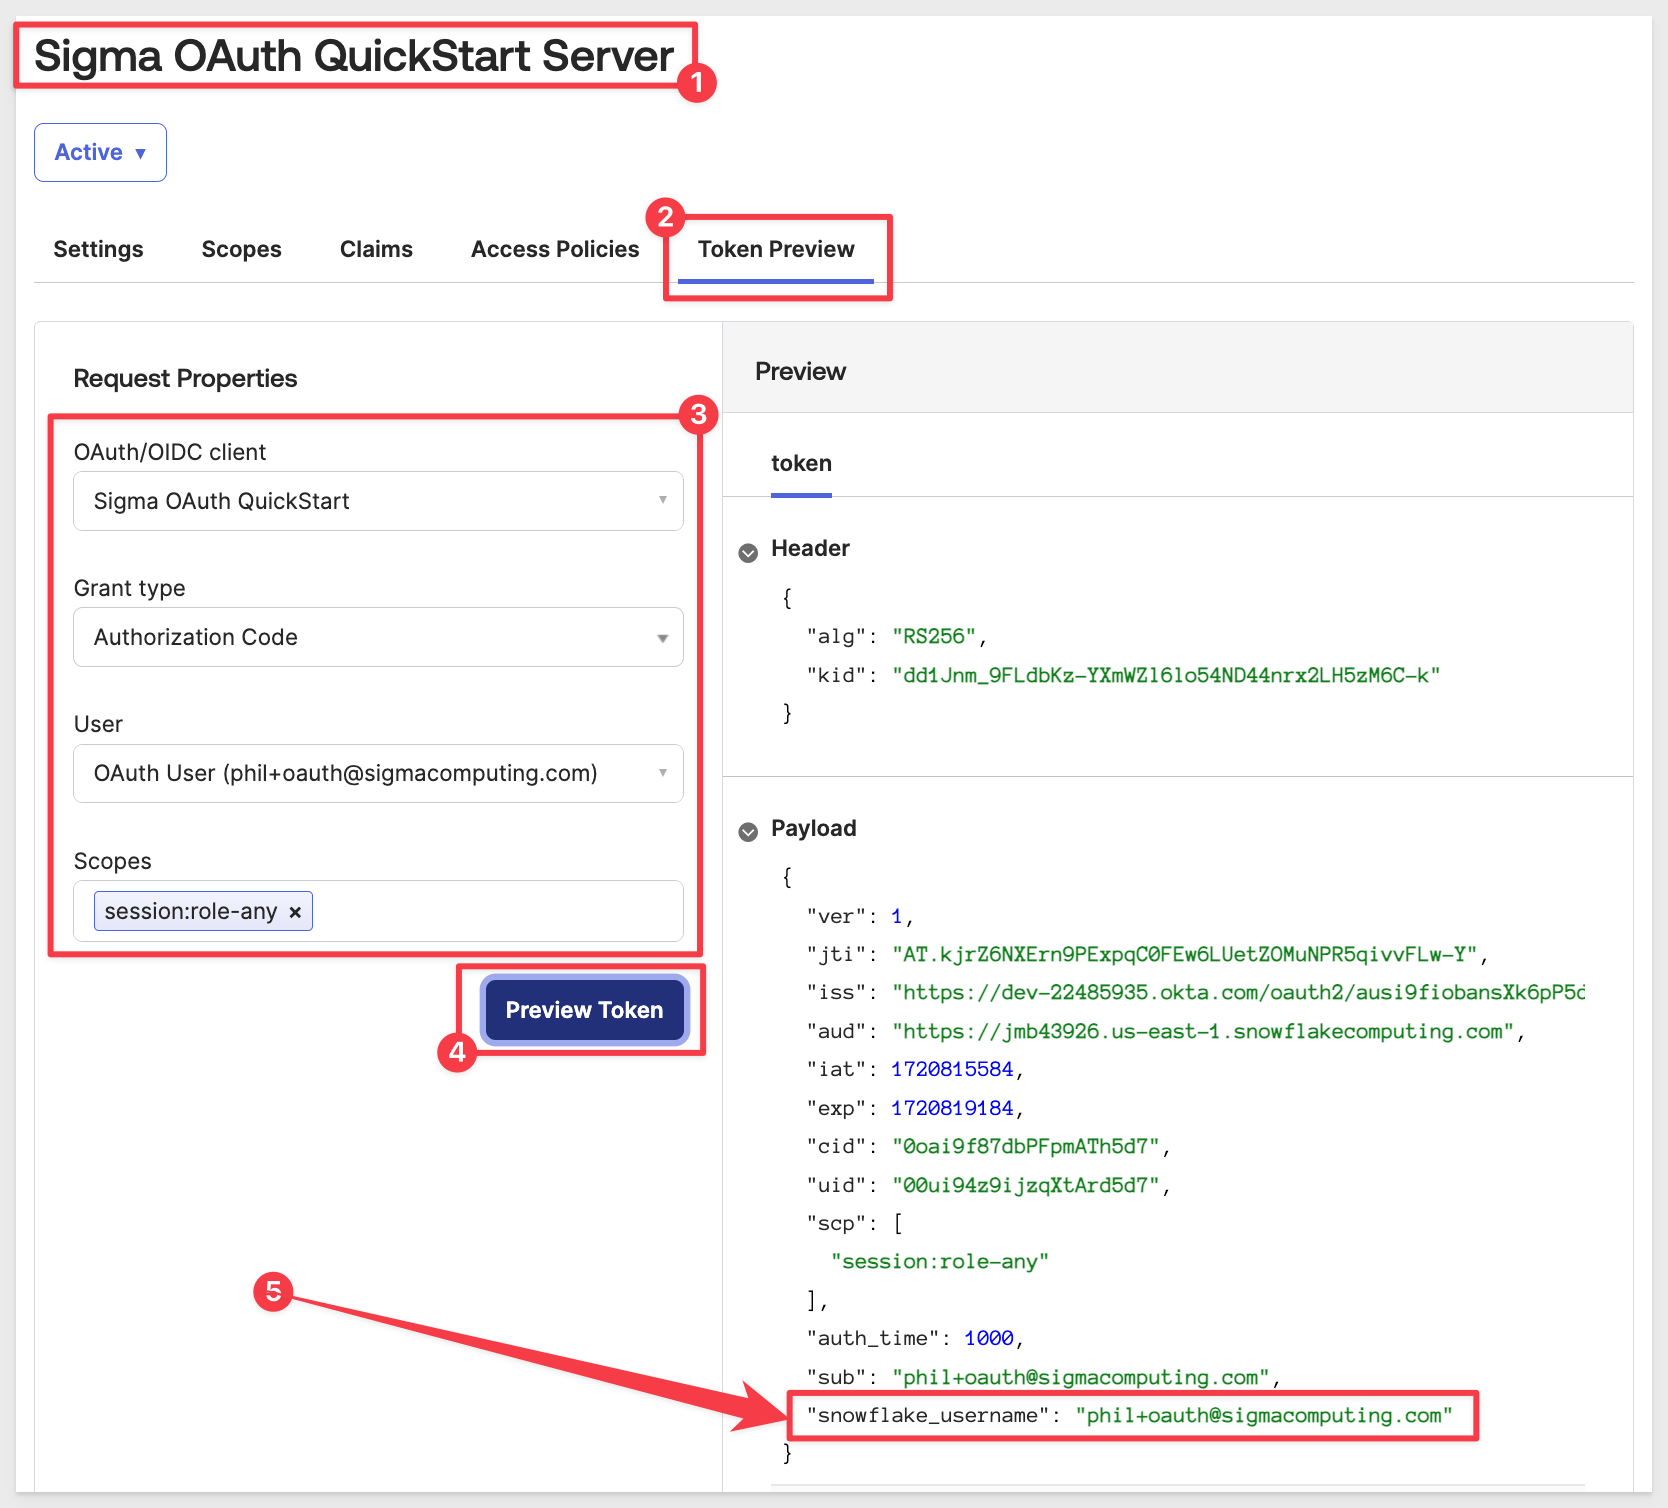 Sigma OAuth QuickStart Server
1
Active ▼
2
Settings Scopes Claims Access Policies Token Preview
Request Properties
3
OAuth/OIDC client
Sigma OAuth QuickStart
Grant type
Authorization Code
User
OAuth User (phil+oauth@sigmacomputing.com)
Scopes
session:role-any ×
Preview Token
4
5
Preview
token
Header
{
"alg": "RS256",
"kid": "dd1Jnm_9FLdbKz-YXmWZl6lo54ND44nrx2LH5zM6C-k"
}
Payload
{
"ver": 1,
"jti": "AT.kjrZ6NXErn9PExpqC0FEw6LUetZOMuNPR5qivvFLw-Y",
"iss": "https://dev-22485935.okta.com/oauth2/ausi9fiobansXk6pP5d
"aud": "https://jmb43926.us-east-1.snowflakecomputing.com",
"iat": 1720815584,
"exp": 1720819184,
"cid": "0oai9f87dbPFpmATh5d7",
"uid": "00ui94z9ijzqXtArd5d7",
"scp": [
"session:role-any"
],
"auth_time": 1000,
"sub": "phil+oauth@sigmacomputing.com",
"snowflake_username": "phil+oauth@sigmacomputing.com"
}